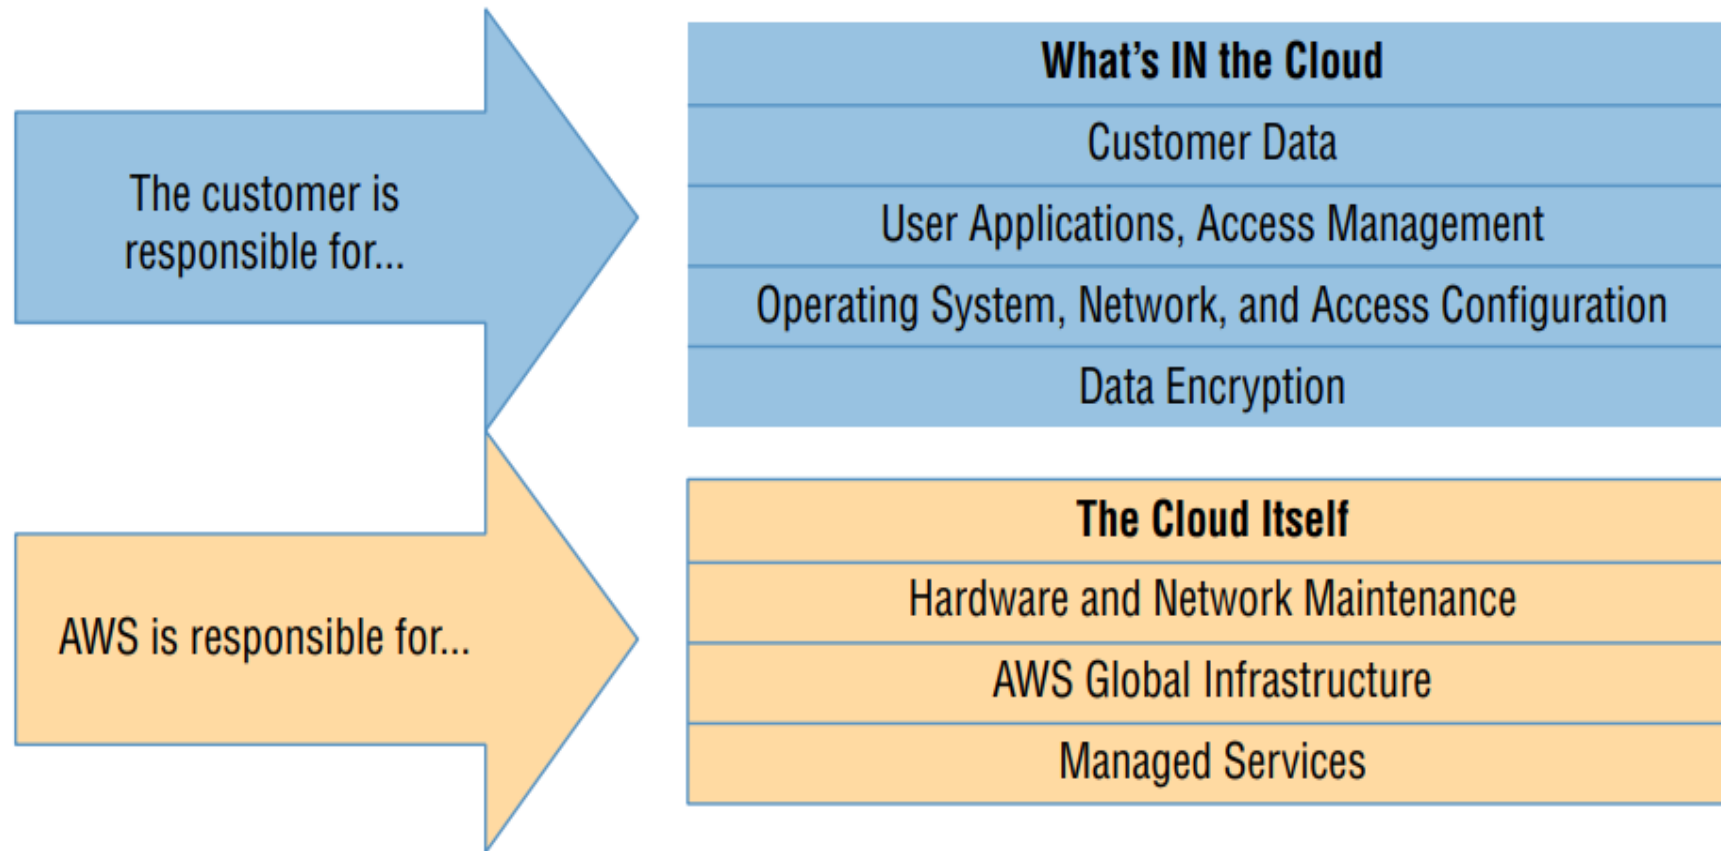 The customer is
responsible for...
What's IN the Cloud
Customer Data
User Applications, Access Management
Operating System, Network, and Access Configuration
Data Encryption
AWS is responsible for...
The Cloud Itself
Hardware and Network Maintenance
AWS Global Infrastructure
Managed Services